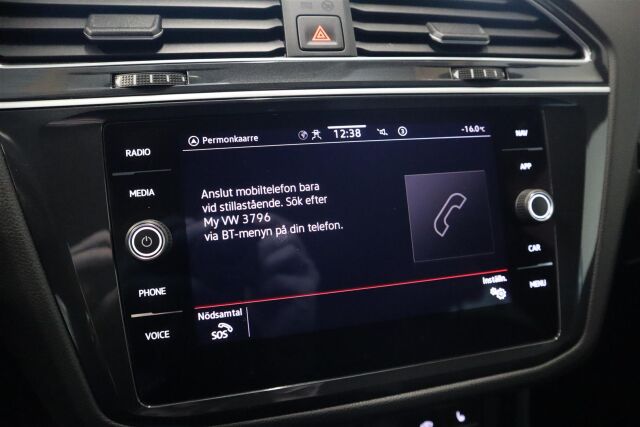 RADIO
MEDIA
PHONE
VOICE
Permonkaarre
12:38
3
-16.0°C
Anslut mobiltelefon bara
vid stillastående. Sök efter
My VW 3796
via BT-menyn på din telefon.
Inställn.
Nödsamtal
SOS
NAV
APP
CAR
MENU